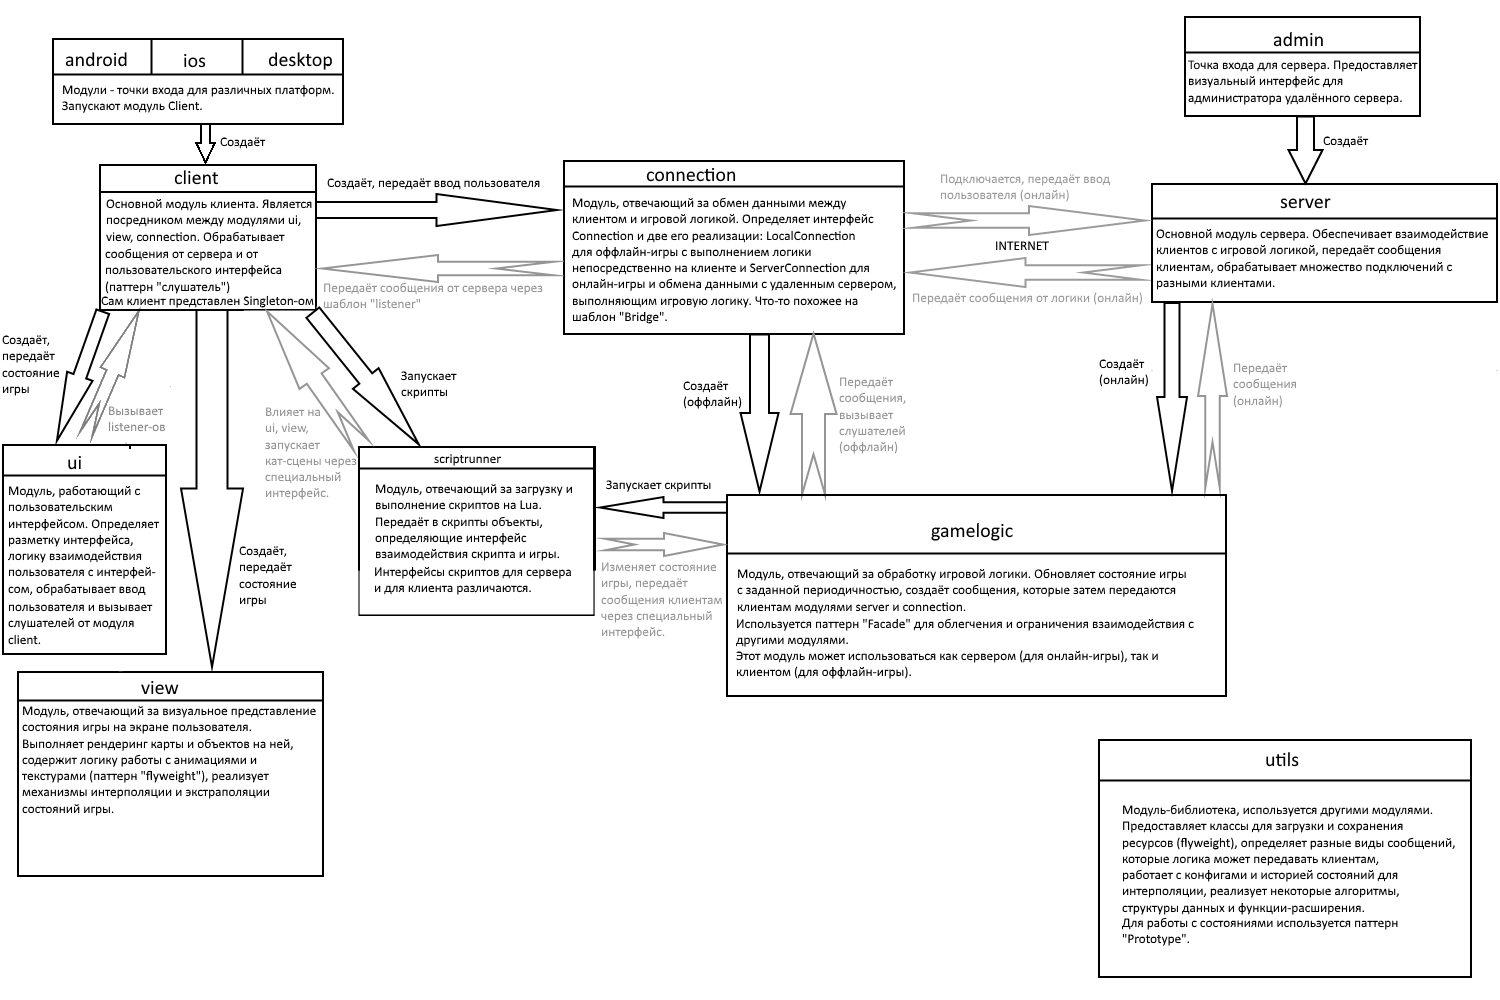 android
ios
desktop
Модули - точки входа для различных платформ.
Запускают модуль Client.
Создаёт
admin
Точка входа для сервера. Предоставляет
визуальный интерфейс для
администратора удалённого сервера.
Создаёт
client
Основной модуль клиента. Является
посредником между модулями ui,
view, connection. Обрабатывает
сообщения от сервера и от
пользовательского интерфейса
(паттерн "слушатель")
Сам клиент представлен Singleton-ом
Создаёт, передаёт ввод пользователя
Передаёт сообщения от сервера через
шаблон "listener"
connection
Модуль, отвечающий за обмен данными между
клиентом и игровой логикой. Определяет интерфейс
Connection и две его реализации: LocalConnection
для оффлайн-игры с выполнением логики
непосредственно на клиенте и ServerConnection для
онлайн-игры и обмена данными с удаленным сервером,
выполняющим игровую логику. Что-то похожее на
шаблон "Bridge".
Подключается, передаёт ввод
пользователя (онлайн)
INTERNET
Передаёт сообщения от логики (онлайн)
server
Основной модуль сервера. Обеспечивает взаимодействие
клиентов с игровой логикой, передаёт сообщения
клиентам, обрабатывает множество подключений с
разными клиентами.
Создаёт,
передаёт
состояние
игры
Вызывает
listener-ов
Влияет на
ui, view,
запускает
кат-сцены через
специальный
интерфейс.
Запускает
скрипты
Создаёт
(оффлайн)
Передаёт
сообщения,
вызывает
слушателей
(оффлайн)
Создаёт
(онлайн)
Передаёт
сообщения
(онлайн)
ui
Модуль, работающий с
пользовательским
интерфейсом. Определяет
разметку интерфейса,
логику взаимодействия
пользователя с интерфей-
сом, обрабатывает ввод
пользователя и вызывает
слушателей от модуля
client.
Создаёт,
передаёт
состояние
игры
scriptrunner
Модуль, отвечающий за загрузку и
выполнение скриптов на Lua.
Передаёт в скрипты объекты,
определяющие интерфейс
взаимодействия скрипта и игры.
Интерфейсы скриптов для сервера
и для клиента различаются.
Запускает скрипты
Изменяет состояние
игры, передаёт
сообщения клиентам
через специальный
интерфейс.
gamelogic
Модуль, отвечающий за обработку игровой логики. Обновляет состояние игры
с заданной периодичностью, создаёт сообщения, которые затем передаются
клиентам модулями server и connection.
Используется паттерн "Facade" для облегчения и ограничения взаимодействия с
другими модулями.
Этот модуль может использоваться как сервером (для онлайн-игры), так и
клиентом (для оффлайн-игры).
view
Модуль, отвечающий за визуальное представление
состояния игры на экране пользователя.
Выполняет рендеринг карты и объектов на ней,
содержит логику работы с анимациями и
текстурами (паттерн "flyweight"), реализует
механизмы интерполяции и экстраполяции
состояний игры.
utils
Модуль-библиотека, используется другими модулями.
Предоставляет классы для загрузки и сохранения
ресурсов (flyweight), определяет разные виды сообщений,
которые логика может передавать клиентам,
работает с конфигами и историей состояний для
интерполяции, реализует некоторые алгоритмы,
структуры данных и функции-расширения.
Для работы с состояниями используется паттерн
"Prototype".